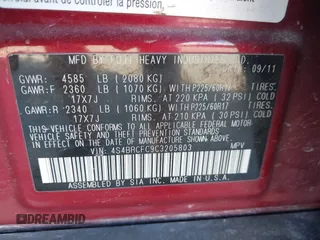 et complète protection.
MFD BY FUJI HEAVY INDUSTRIES LTD.
09/11
GVWR: 4585 LB (2080 KG)
GAWR:F 2360 LB (1070 KG) WITH P225/60R17 TIRES,
17X7J RIMS, AT 220 KPA (32 PSI) COLD
GAWR:R 2340 LB (1060 KG) WITH P225/60R17 TIRES,
17X7J RIMS, AT 210 KPA (30 PSI) COLD
THIS VEHICLE CONFORMS TO ALL APPLICABLE
FEDERAL MOTOR VEHICLE SAFETY, BUMPER AND
THEFT PREVENTION STANDARDS IN EFFECT ON
THE DATE OF MANUFACTURE SHOWN ABOVE.
VIN: 4S4BRCFC9C3205803 MPV
ASSEMBLED BY SIA INC. MADE IN U.S.A.
DREAMBID